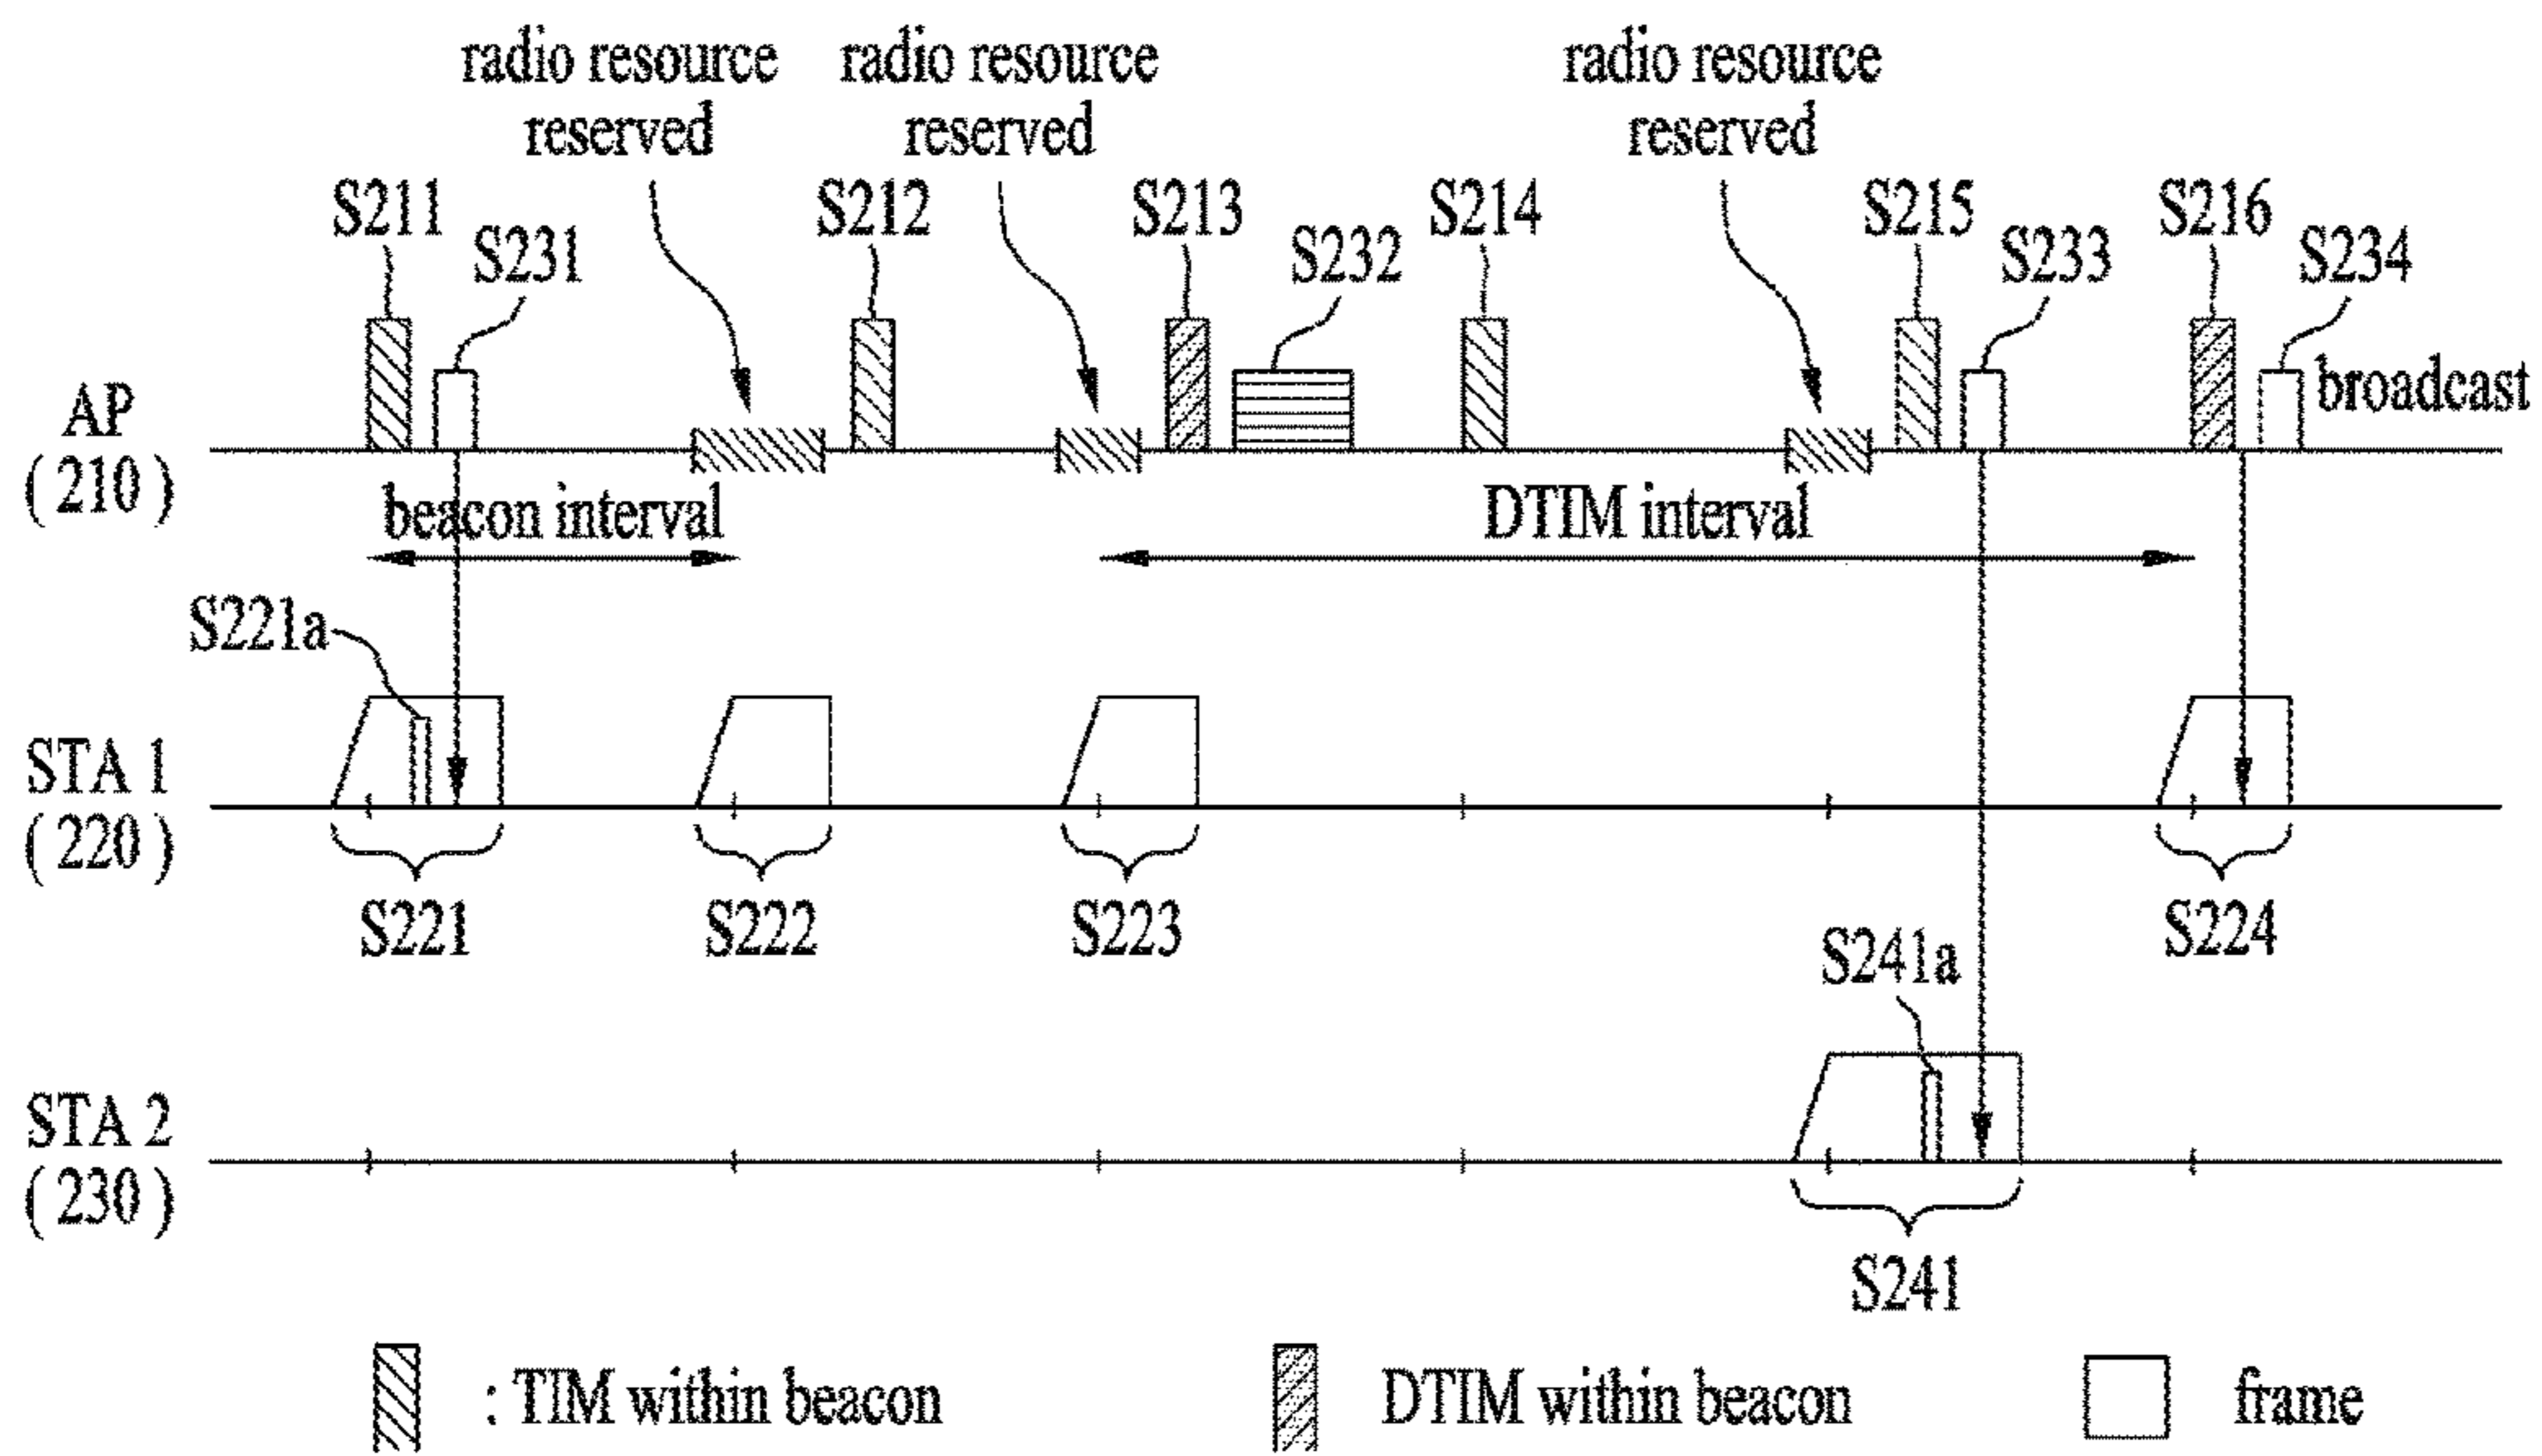 radio resource reserved
radio resource reserved
radio resource reserved
S211
S231
S212
S213
S232
S214
S215
S233
S216
S234
broadcast
AP
( 210 )
beacon interval
DTIM interval
S221a
STA 1
( 220 )
S221
S222
S223
S224
S241a
STA 2
( 230 )
S241
: TIM within beacon
DTIM within beacon
frame